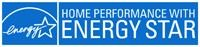 energy
HOME PERFORMANCE WITH
ENERGY STAR